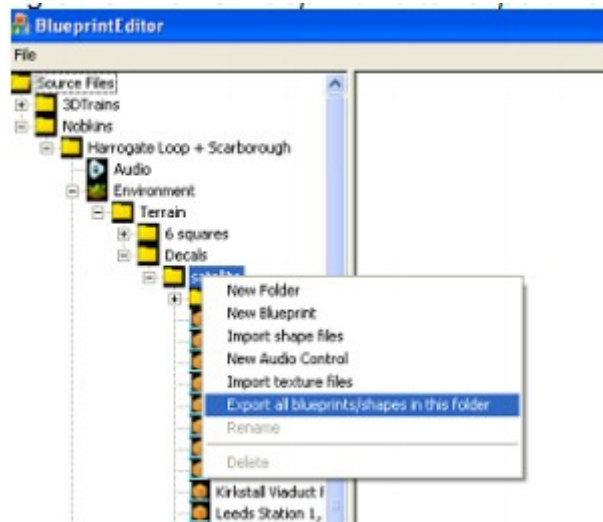 BlueprintEditor
File
Source Files
3DTrains
Nobkins
Harrogate Loop + Scarborough
Audio
Environment
Terrain
6 squares
Decals
New Folder
New Blueprint
Import shape files
New Audio Control
Import texture files
Export all blueprints/shapes in this folder
Rename
Delete
Kirkstall Viaduct
Leeds Station 1,